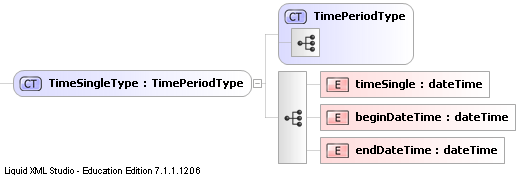 CT TimePeriodType
CT TimeSingleType : TimePeriodType
E timeSingle : dateTime
E beginDateTime : dateTime
E endDateTime : dateTime
Liquid XML Studio - Education Edition 7.1.1.1206